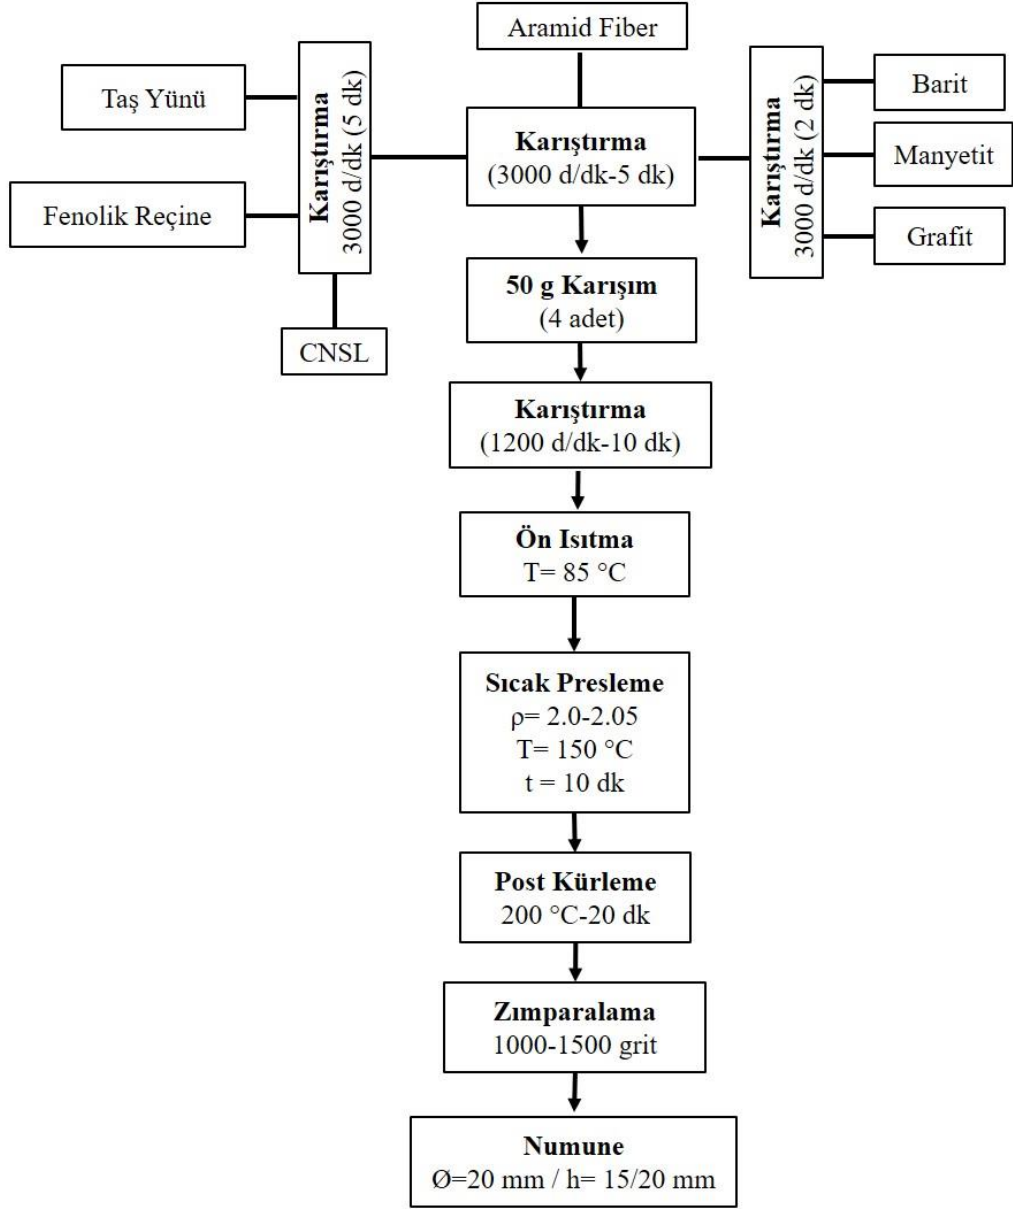 Aramid Fiber
Taş Yünü
Fenolik Reçine
CNSL
Karıştırma
3000 d/dk (5 dk)
Karıştırma
(3000 d/dk-5 dk)
Karıştırma
3000 d/dk (2 dk)
Barit
Manyetit
Grafit
50 g Karışım
(4 adet)
Karıştırma
(1200 d/dk-10 dk)
Ön Isıtma
T= 85 °C
Sıcak Presleme
ρ= 2.0-2.05
T= 150 °C
t = 10 dk
Post Kürleme
200 °C-20 dk
Zımparalama
1000-1500 grit
Numune
Ø=20 mm / h= 15/20 mm